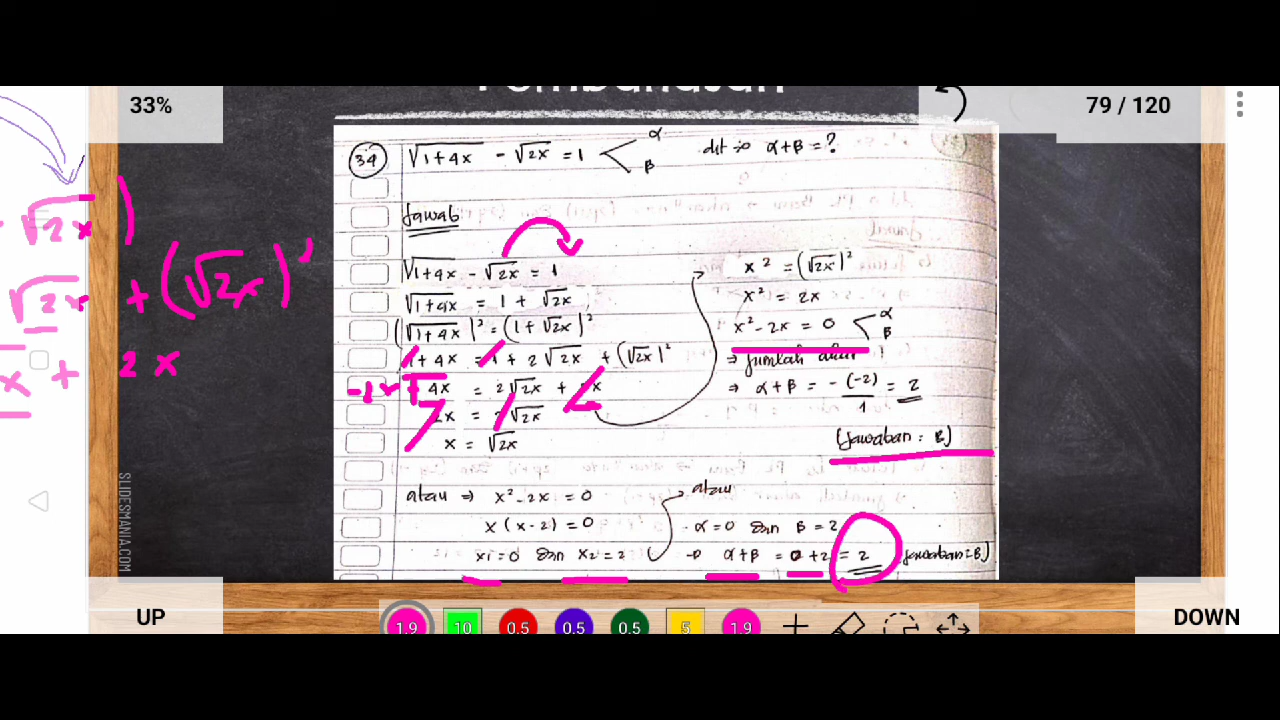 Pembahasan
33%
79 / 120
34
√1+4x - √2x = 1
α
β
α+β = ?
Jawab
√1+4x - √2x = 1
√1+4x = 1 + √2x
(√1+4x)² = (1 + √2x)²
1+4x = 1 + 2√2x + (√2x)²
4x = 2√2x + 2x
2x = 2√2x
x = √2x
x² = (√2x)²
x² = 2x
x² - 2x = 0
α
β
⇒ Jumlah akar
⇒ α+β = -(-2)/1 = 2
(Jawaban : B)
atau ⇒ x² - 2x = 0
x (x-2) = 0
x₁ = 0 dan x₂ = 2
atau
α = 0 dan β = 2
α+β = 0+2 = 2 (Jawaban = B)
√2x )
√2x + (√2x)²
+ 2x
SLIDESMANIA.COM
UP
DOWN
1.9 10 0.5 0.5 0.5 5 1.9